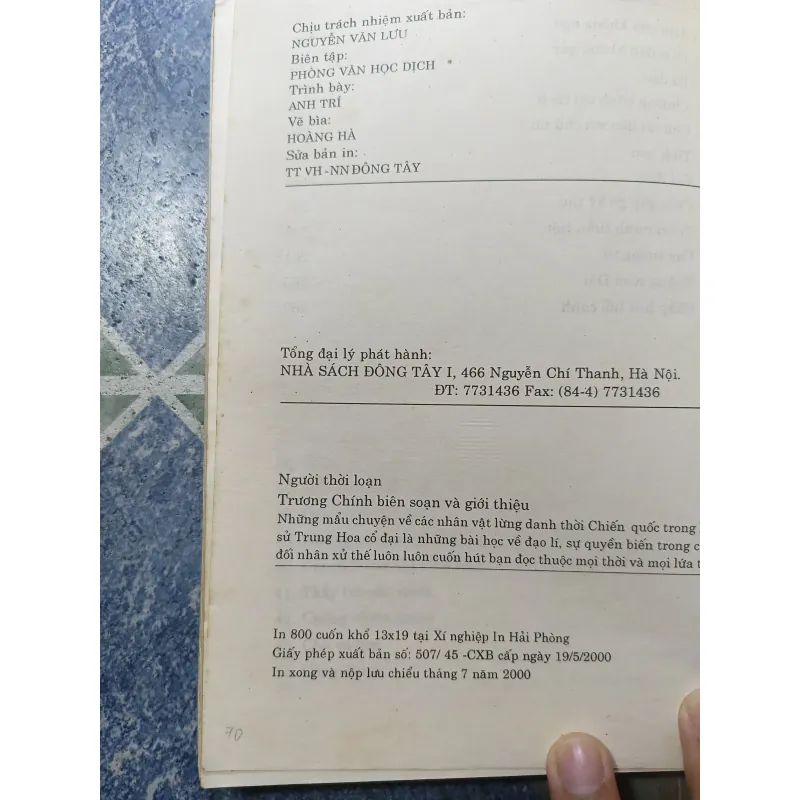 Chịu trách nhiệm xuất bản:
NGUYỄN VĂN LƯU
Biên tập:
PHÒNG VĂN HỌC DỊCH
Trình bày:
ANH TRÍ
Vẽ bìa:
HOÀNG HÀ
Sửa bản in:
TT VH -NN ĐÔNG TÂY
Tổng đại lý phát hành:
NHÀ SÁCH ĐÔNG TÂY I, 466 Nguyễn Chí Thanh, Hà Nội.
ĐT: 7731436 Fax: (84-4) 7731436
Người thời loạn
Trương Chính biên soạn và giới thiệu
Những mẩu chuyện về các nhân vật lừng danh thời Chiến quốc trong
sử Trung Hoa cổ đại là những bài học về đạo lí, sự quyền biến trong
đối nhân xử thế luôn luôn cuốn hút bạn đọc thuộc mọi thời và mọi lứa
In 800 cuốn khổ 13x19 tại Xí nghiệp In Hải Phòng
Giấy phép xuất bản số: 507/ 45 -CXB cấp ngày 19/5/2000
In xong và nộp lưu chiểu tháng 7 năm 2000
70